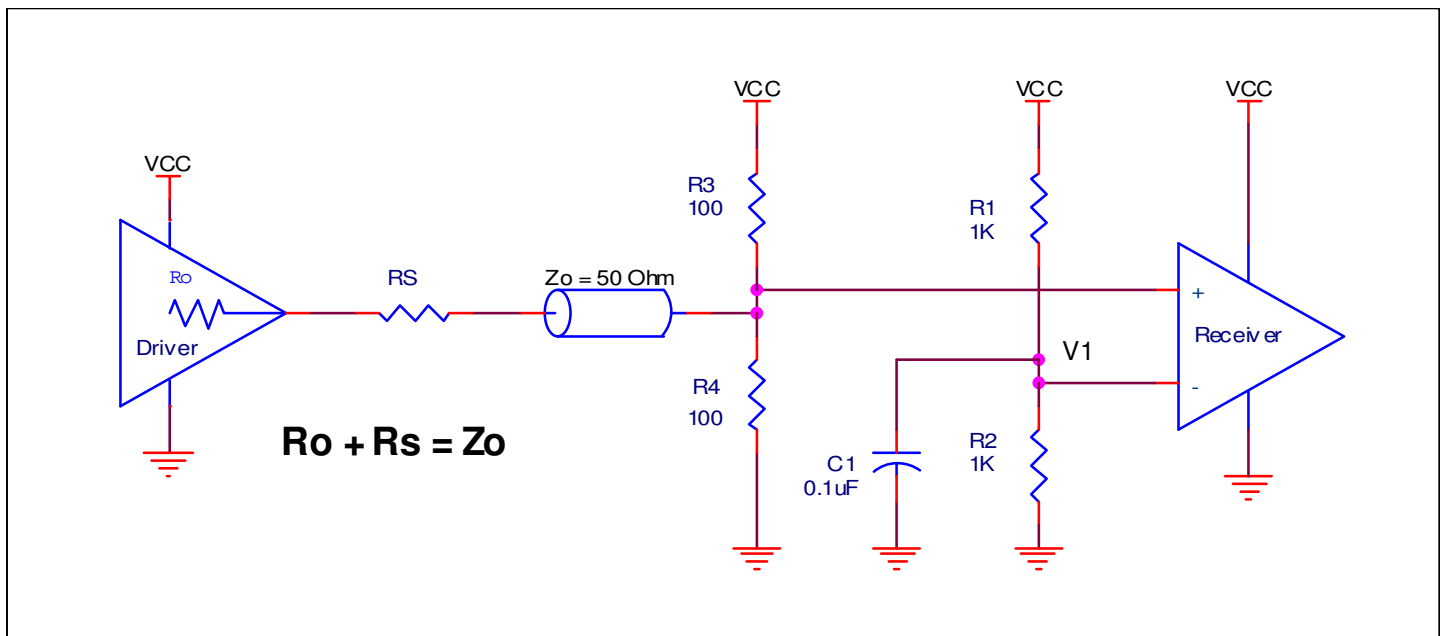 VCC
VCC
VCC
VCC
R3
100
R1
1K
Ro
RS
Zo = 50 Ohm
+
Driver
Receiver
V1
-
R4
100
Ro + Rs = Zo
C1
0.1uF
R2
1K